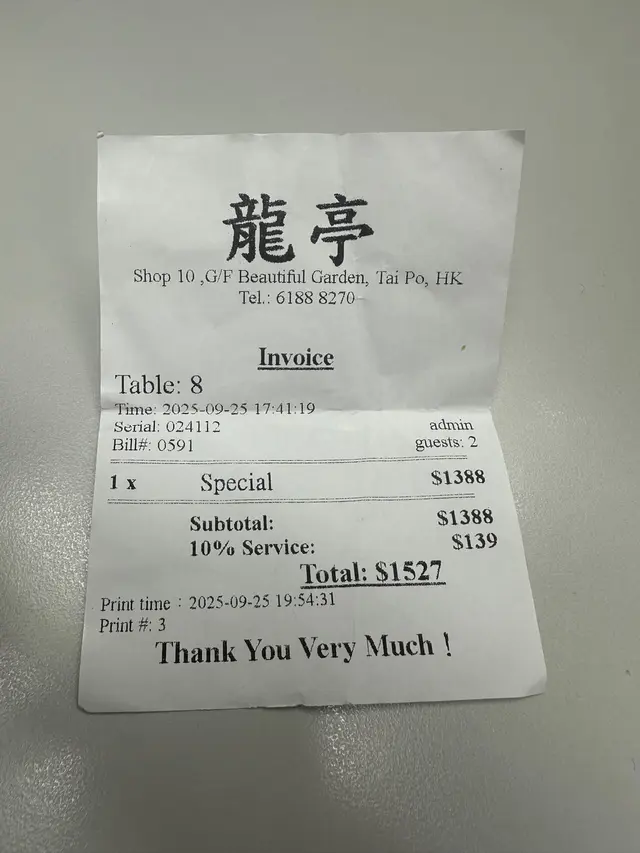 龍亭
Shop 10 ,G/F Beautiful Garden, Tai Po, HK
Tel.: 6188 8270
Invoice
Table: 8
Time: 2025-09-25 17:41:19
Serial: 024112 admin
Bill#: 0591 guests: 2
1 x Special $1388
Subtotal: $1388
10% Service: $139
Total: $1527
Print time : 2025-09-25 19:54:31
Print #: 3
Thank You Very Much !